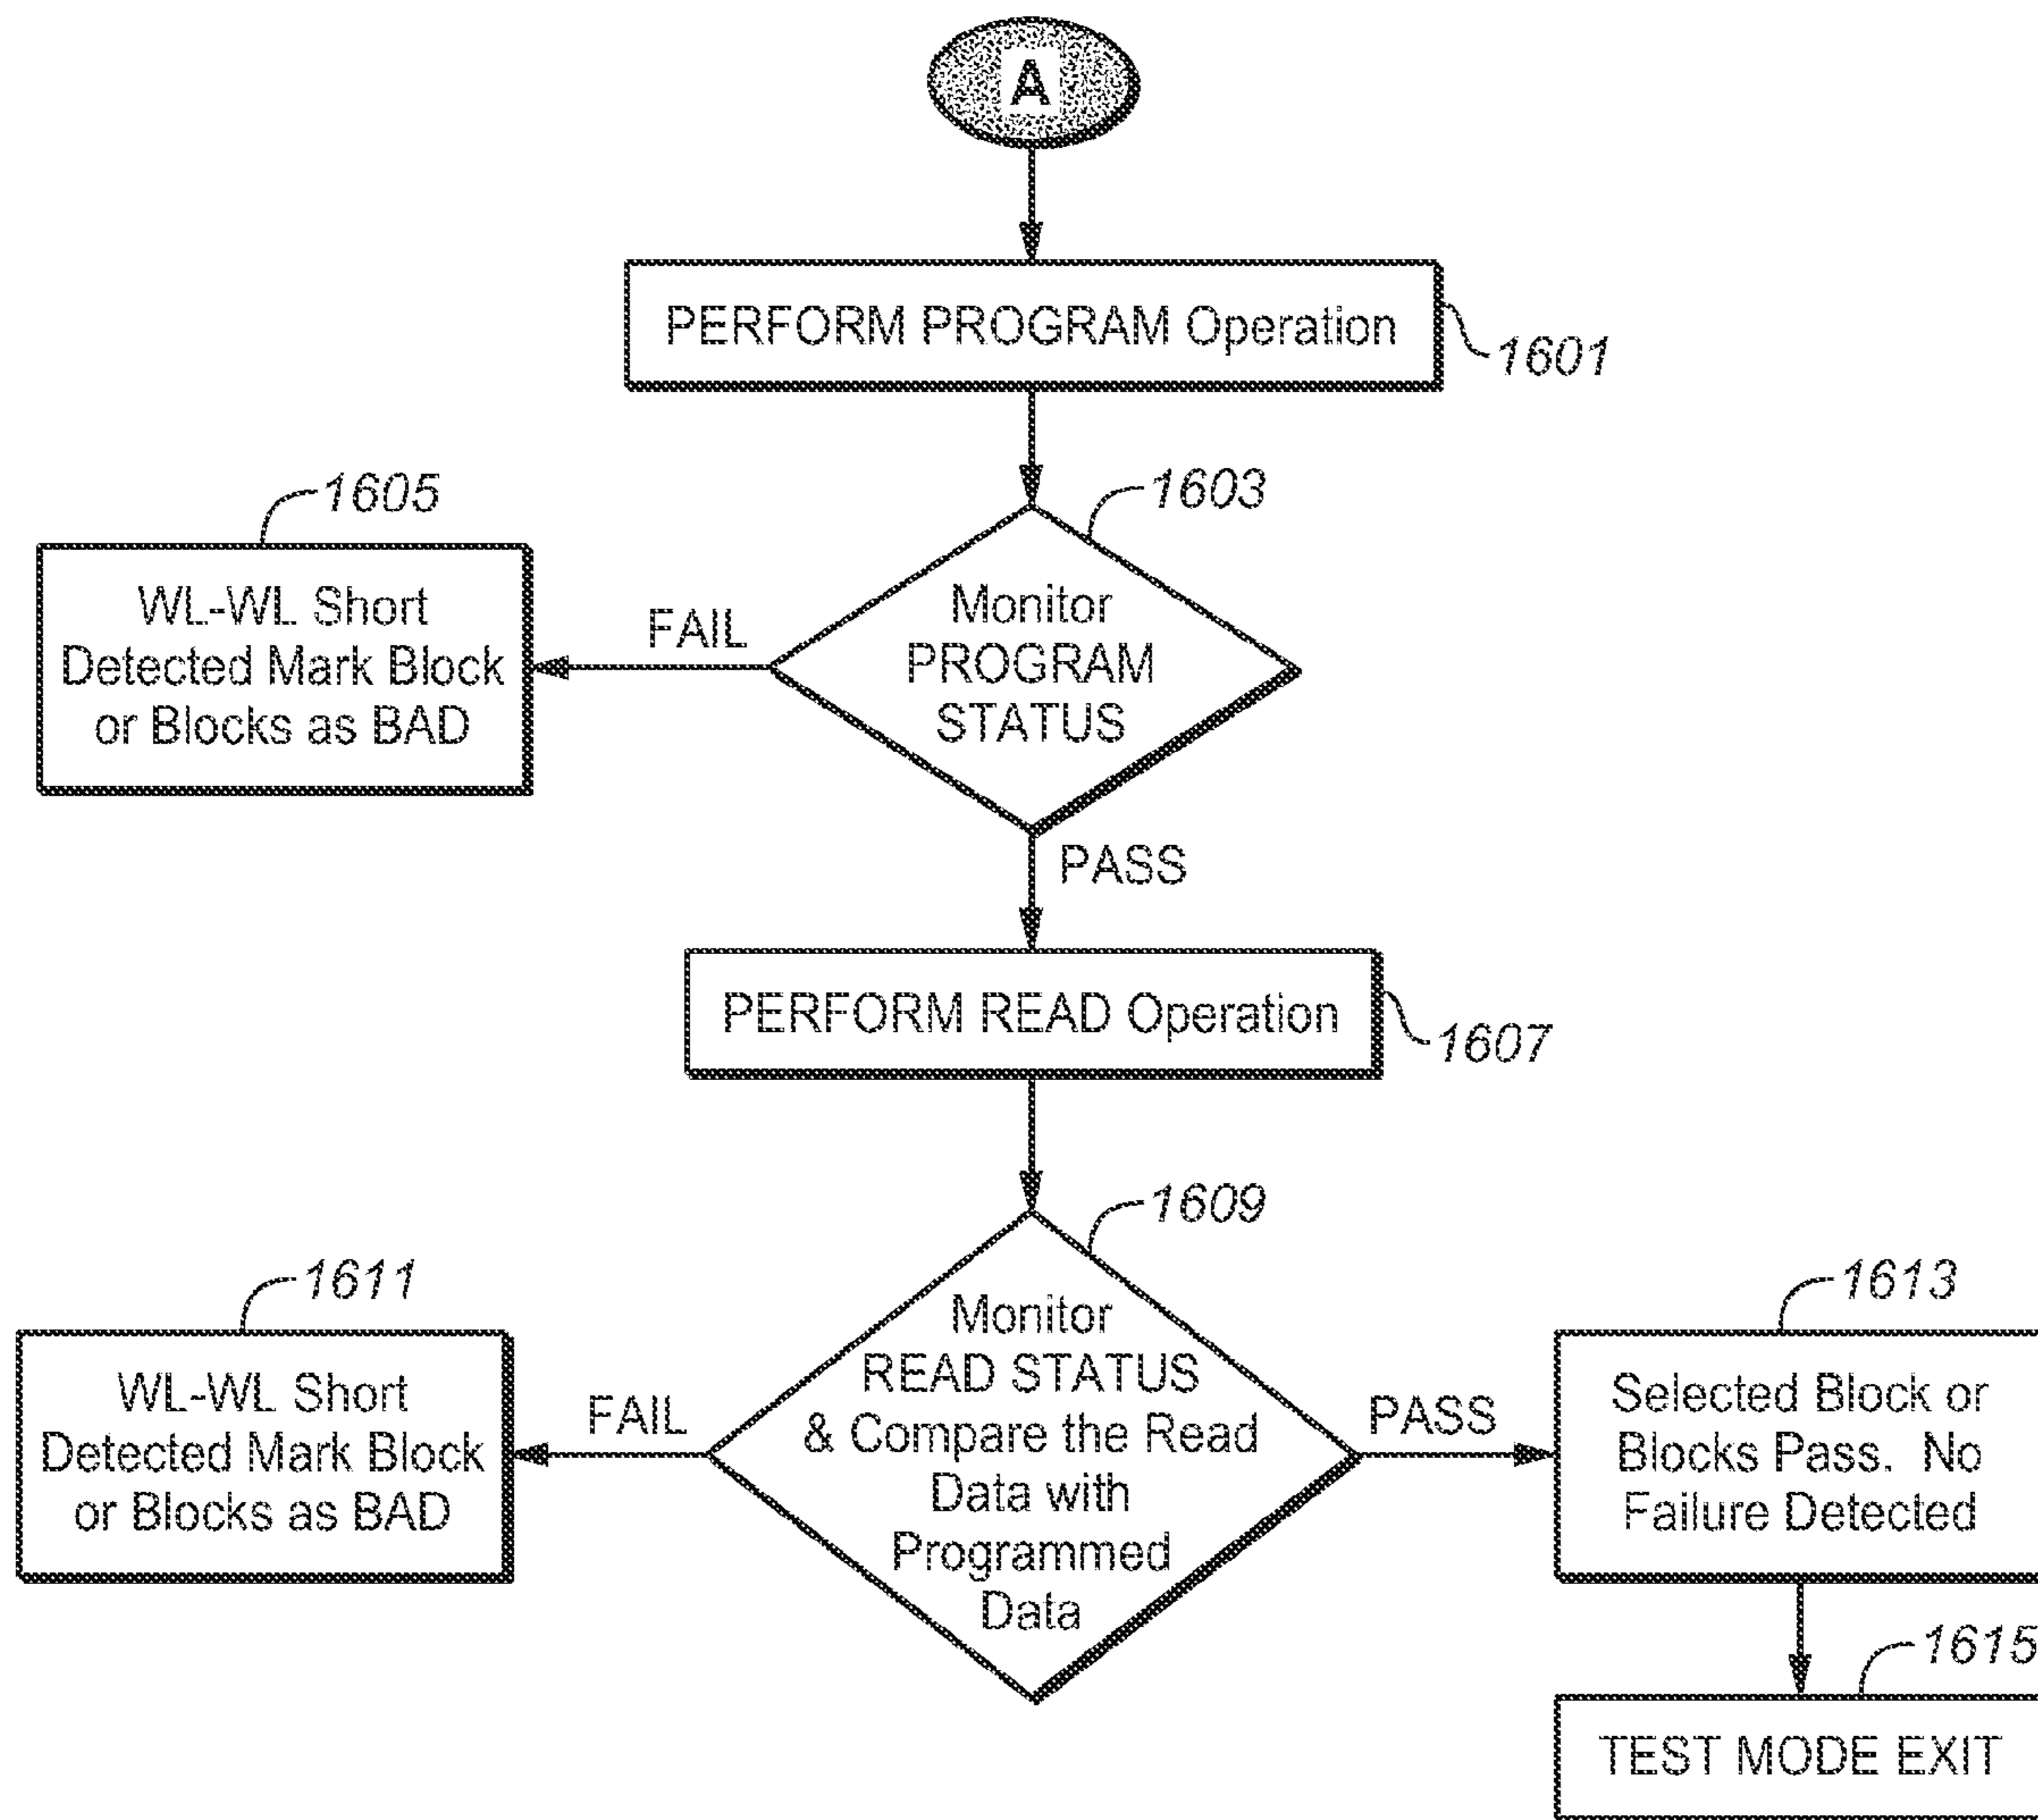 A
PERFORM PROGRAM Operation
1601
1605
1603
WL-WL Short
Detected Mark Block
or Blocks as BAD
FAIL
Monitor
PROGRAM
STATUS
PASS
PERFORM READ Operation
1607
1609
1611
1613
WL-WL Short
Detected Mark Block
or Blocks as BAD
FAIL
Monitor
READ STATUS
& Compare the Read
Data with
Programmed
Data
PASS
Selected Block or
Blocks Pass. No
Failure Detected
1615
TEST MODE EXIT